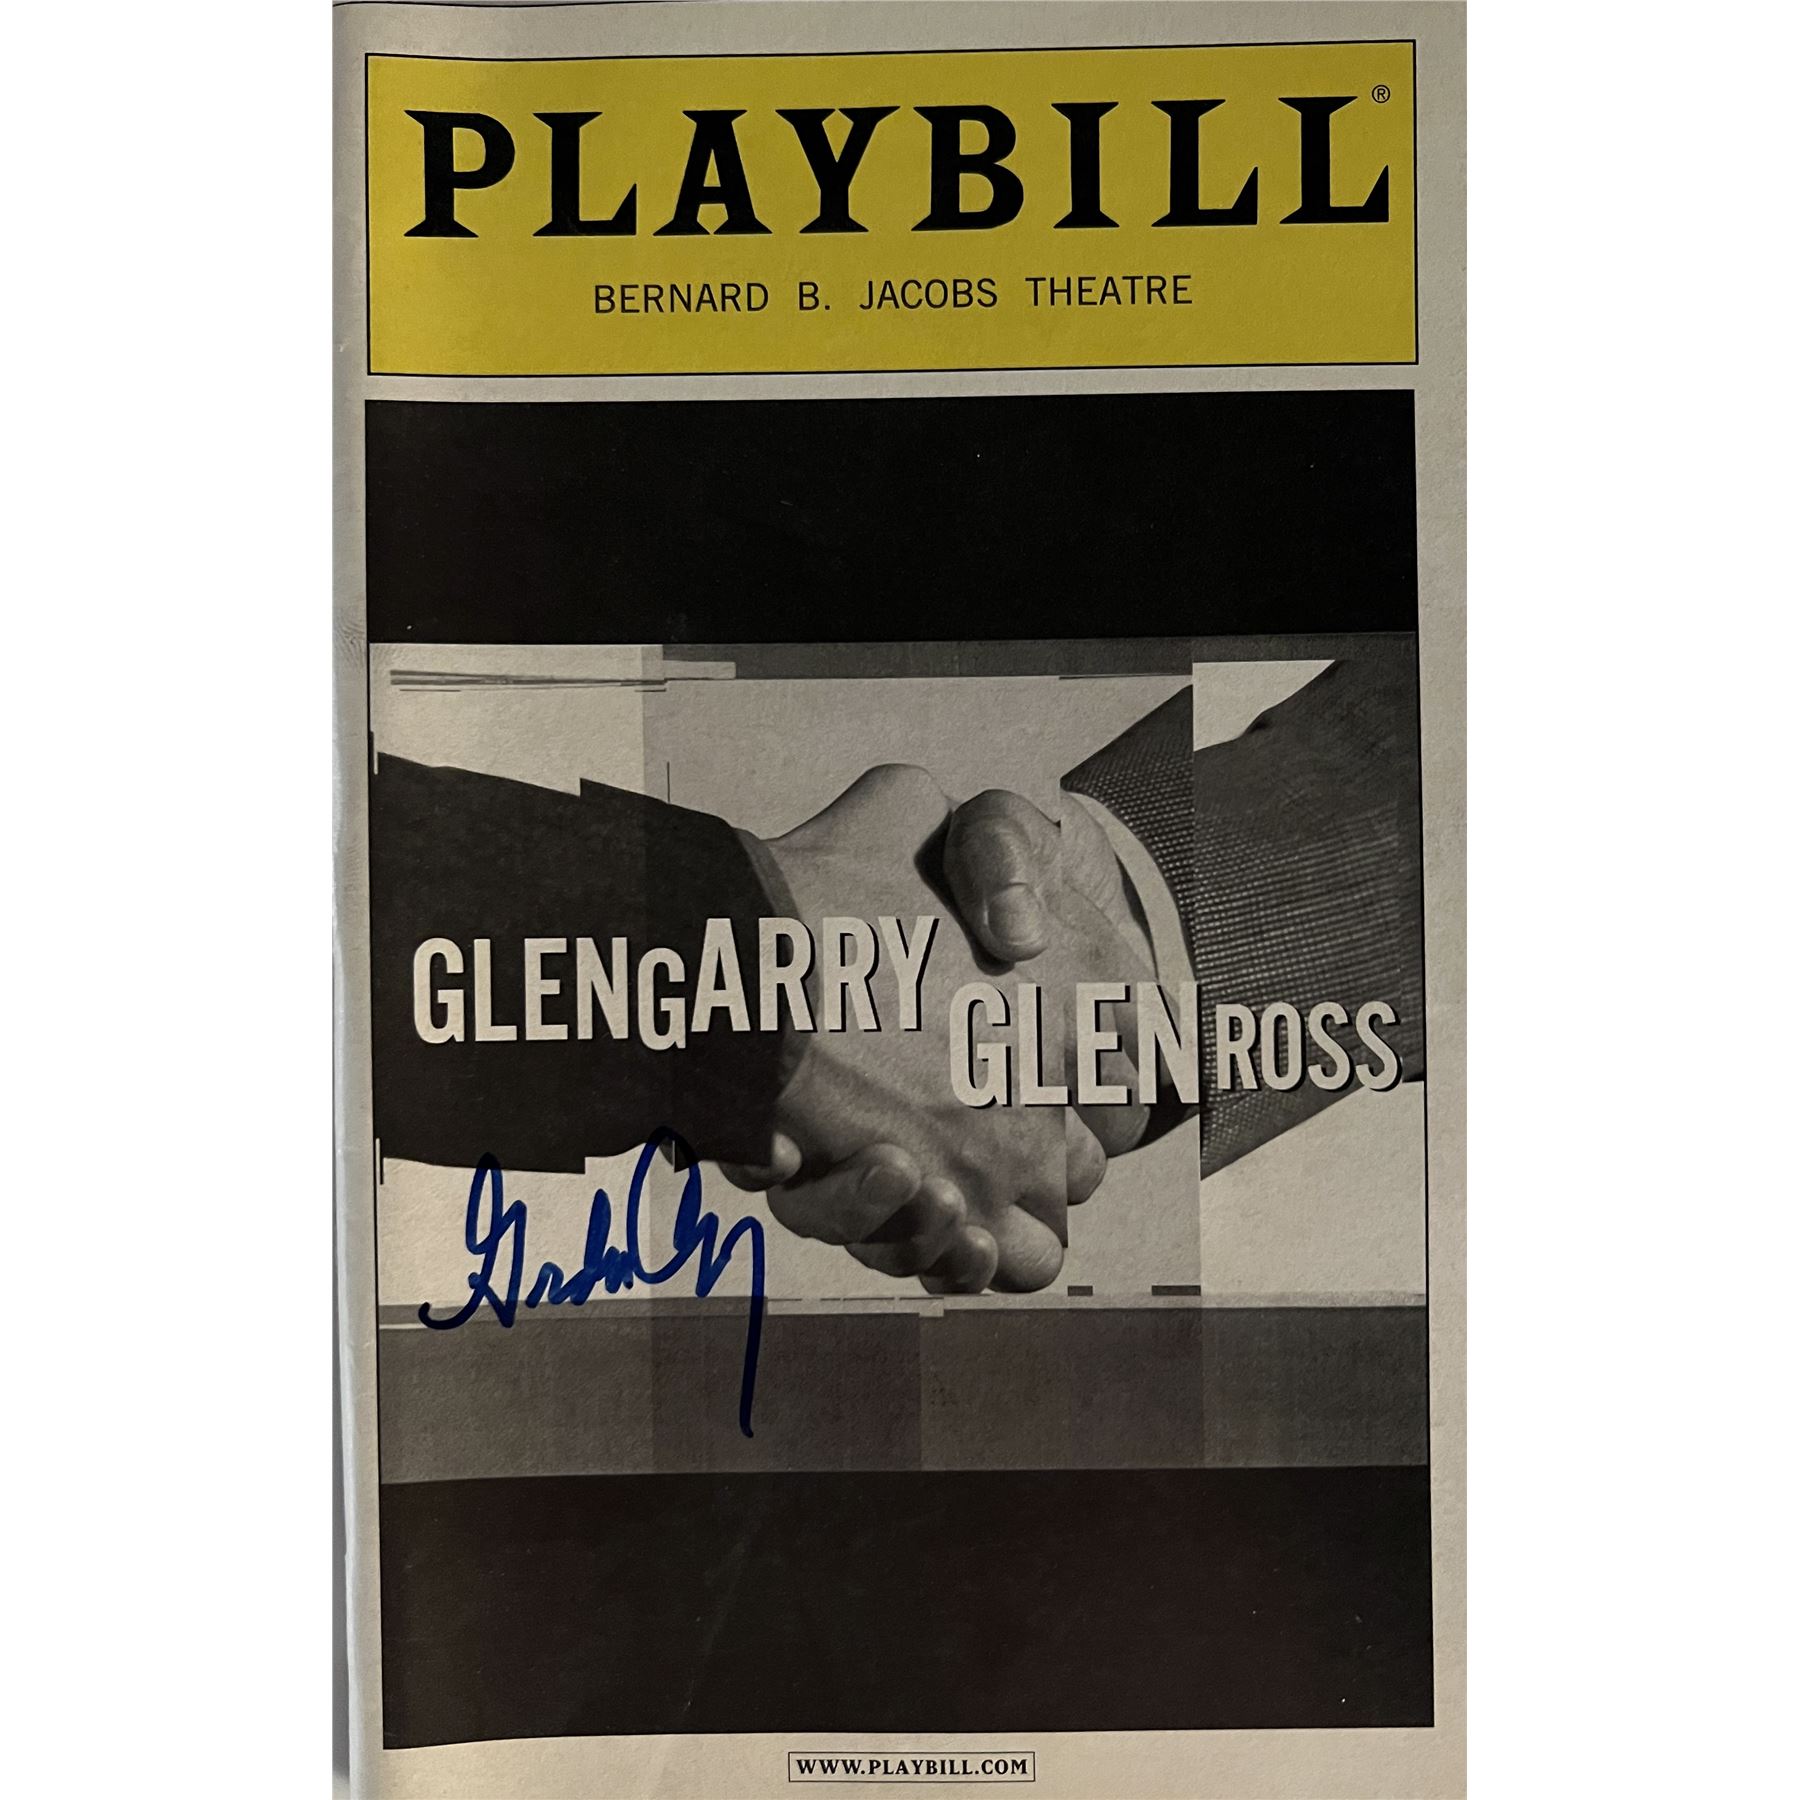 PLAYBILL®
BERNARD B. JACOBS THEATRE
GLENGARRY
GLEN ROSS
WWW.PLAYBILL.COM